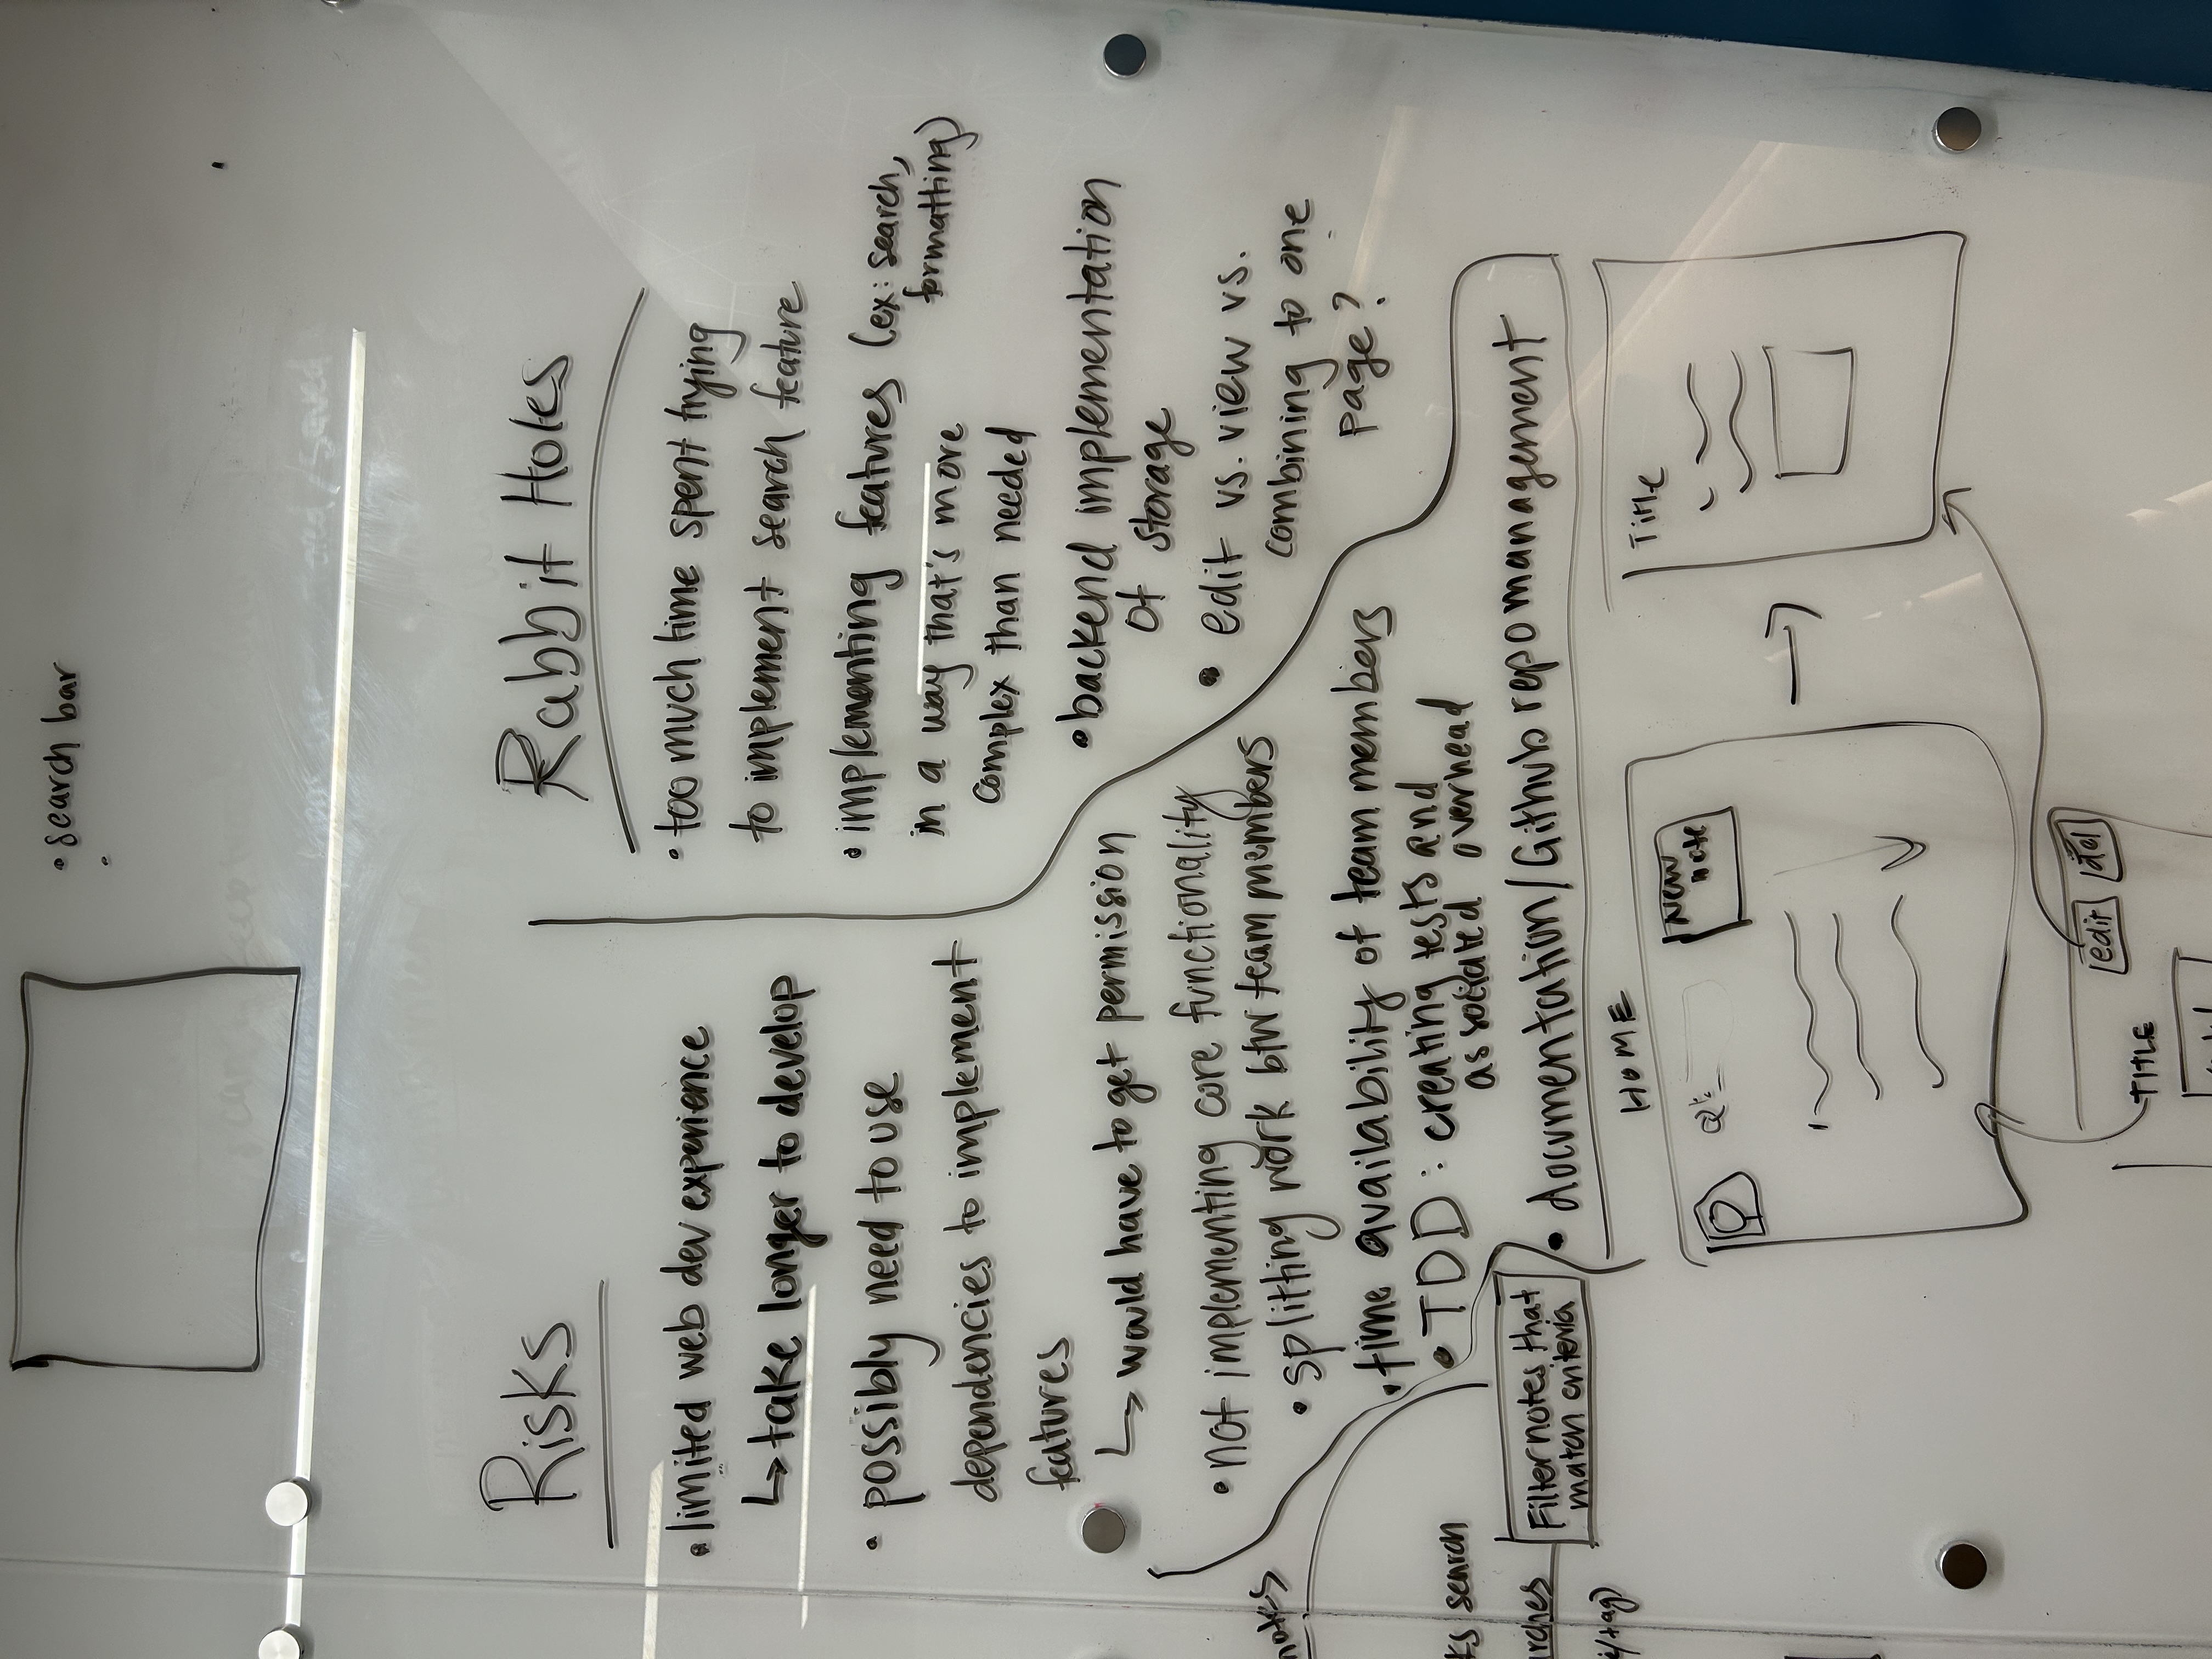 • search bar
•
Risks
• limited web dev experience
↳ take longer to develop
• possibly need to use
dependencies to implement
features
↳ would have to get permission
• not implementing core functionality
• splitting work btw team members
• time availability of team members
• TDD: creating tests and
associated overhead
• documentation/Github repo management
Rabbit Holes
• too much time spent trying
to implement search feature
• implementing features (ex: search,
formatting)
in a way that's more
complex than needed
• backend implementation
of storage
• edit vs. view vs.
combining to one
page?
notes
search
Filter notes that
match criteria
/tag)
HOME
New
note
Title
edit del
TITLE